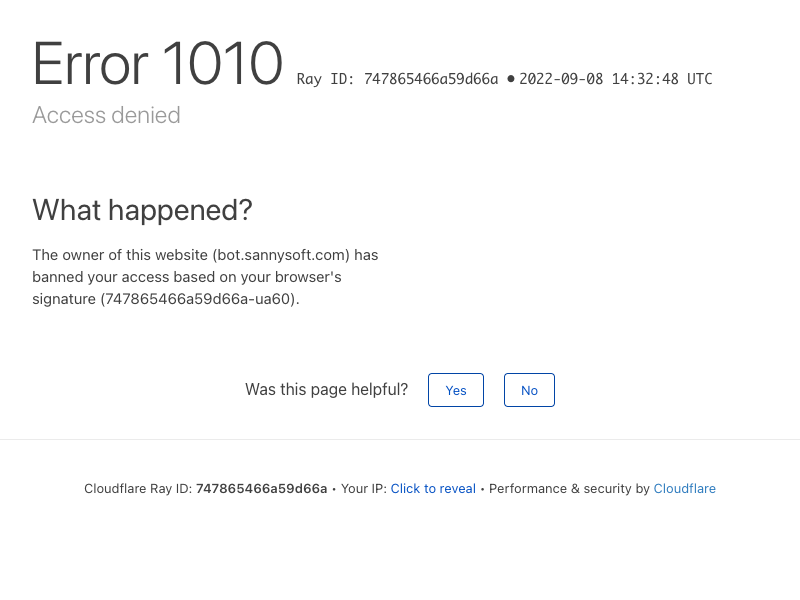 Error 1010 Ray ID: 747865466a59d66a • 2022-09-08 14:32:48 UTC
Access denied
What happened?
The owner of this website (bot.sannysoft.com) has
banned your access based on your browser's
signature (747865466a59d66a-ua60).
Was this page helpful? Yes No
Cloudflare Ray ID: 747865466a59d66a • Your IP: Click to reveal • Performance & security by Cloudflare